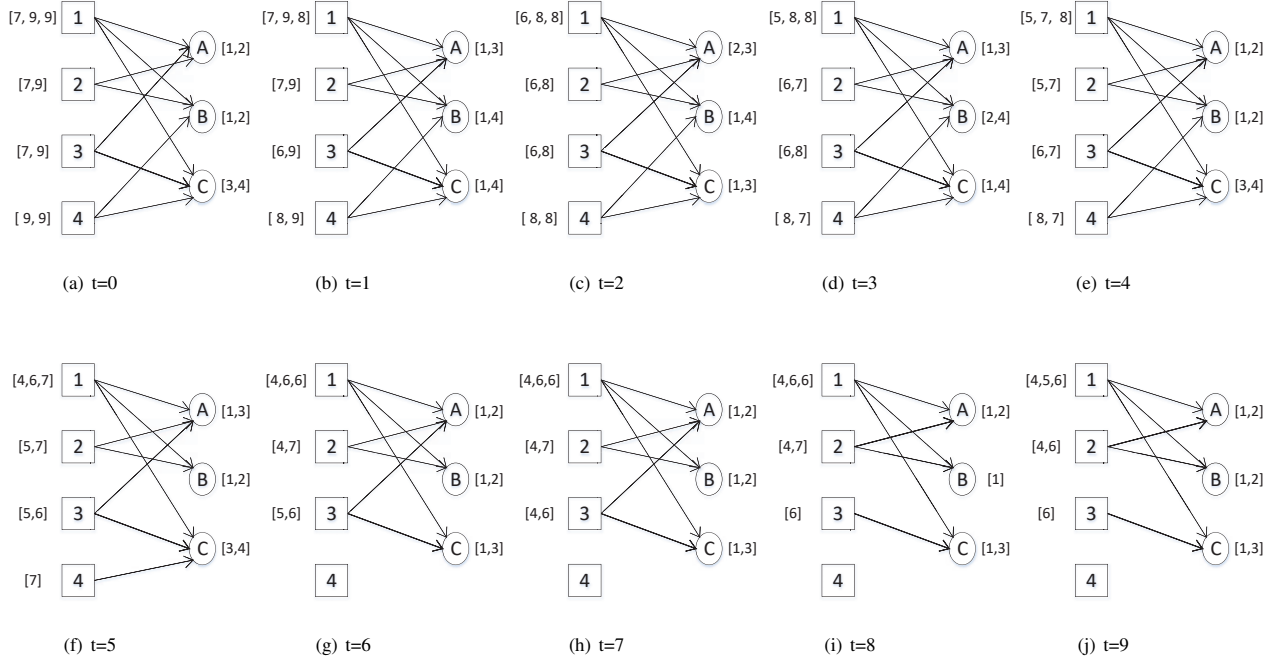 [7, 9, 9] 1 A [1,2]
[7,9] 2 B [1,2]
[7, 9] 3 C [3,4]
[ 9, 9] 4
(a) t=0
[7, 9, 8] 1 A [1,3]
[7,9] 2 B [1,4]
[6,9] 3 C [1,4]
[ 8, 9] 4
(b) t=1
[6, 8, 8] 1 A [2,3]
[6,8] 2 B [1,4]
[6,8] 3 C [1,3]
[ 8, 8] 4
(c) t=2
[5, 8, 8] 1 A [1,3]
[6,7] 2 B [2,4]
[6,8] 3 C [1,4]
[ 8, 7] 4
(d) t=3
[5, 7, 8] 1 A [1,2]
[5,7] 2 B [1,2]
[6,7] 3 C [3,4]
[ 8, 7] 4
(e) t=4
[4,6,7] 1 A [1,3]
[5,7] 2 B [1,2]
[5,6] 3 C [3,4]
[7] 4
(f) t=5
[4,6,6] 1 A [1,2]
[4,7] 2 B [1,2]
[5,6] 3 C [1,3]
4
(g) t=6
[4,6,6] 1 A [1,2]
[4,7] 2 B [1,2]
[4,6] 3 C [1,3]
4
(h) t=7
[4,6,6] 1 A [1,2]
[4,7] 2 B [1]
[6] 3 C [1,3]
4
(i) t=8
[4,5,6] 1 A [1,2]
[4,6] 2 B [1,2]
[6] 3 C [1,3]
4
(j) t=9